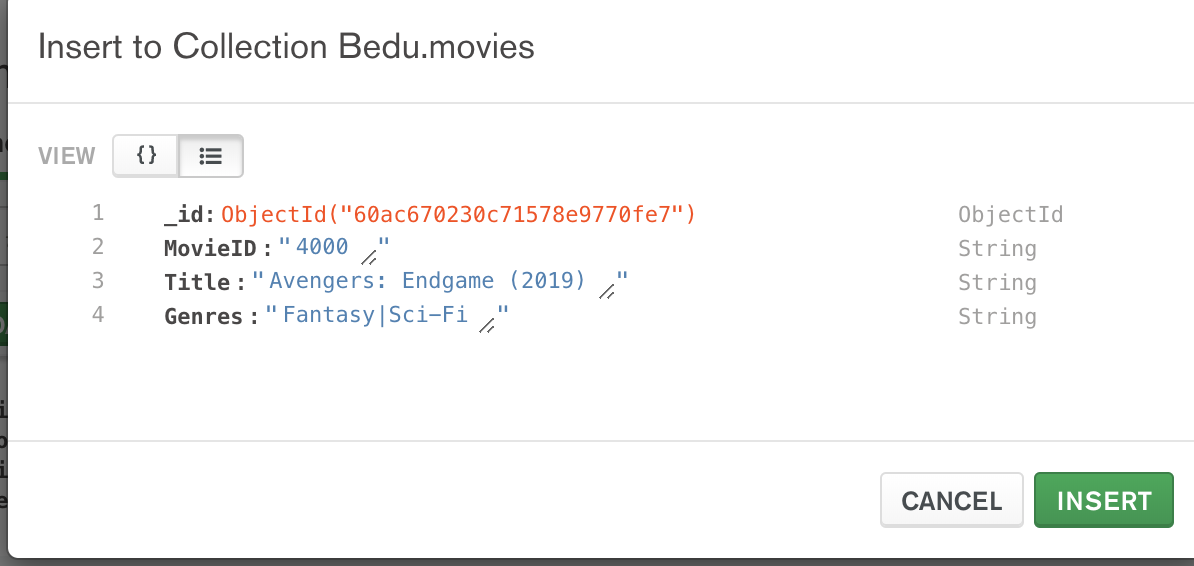 Insert to Collection Bedu.movies
VIEW {}
1 _id: ObjectId("60ac670230c71578e9770fe7") ObjectId
2 MovieID : "4000" String
3 Title : "Avengers: Endgame (2019)" String
4 Genres : "Fantasy|Sci-Fi" String
CANCEL INSERT